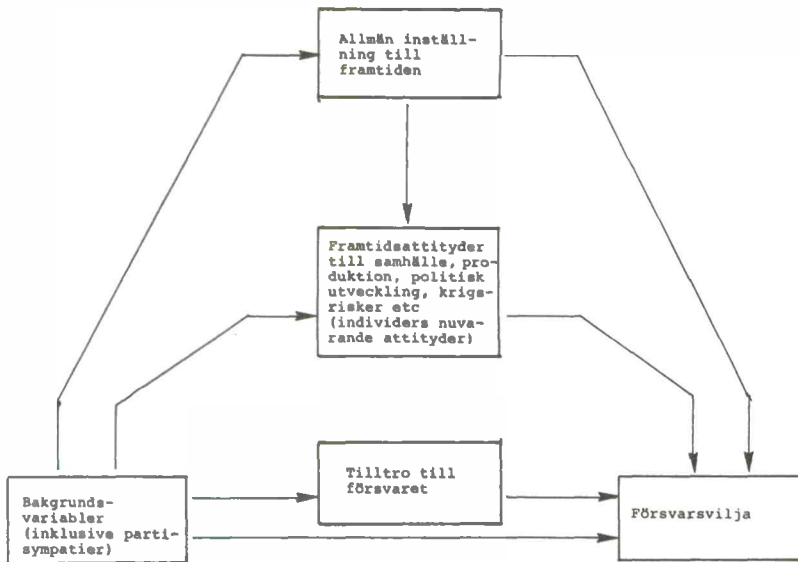 Allmän inställ-
ning till
framtiden
Framtidsattityder
till samhälle, pro-
duktion, politisk
utveckling, krigs-
risker etc
(individers nuva-
rande attityder)
Tilltro till
försvaret
Bakgrunds-
variabler
(inklusive parti-
sympatier)
Försvarsvilja